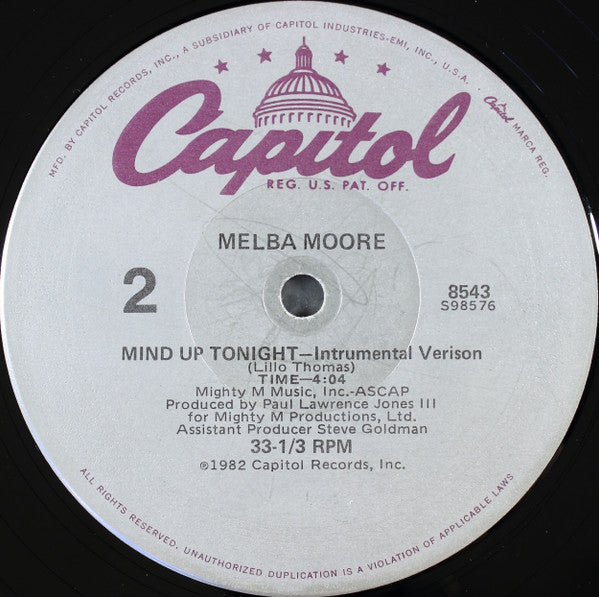 MFD. BY CAPITOL RECORDS, INC., A SUBSIDIARY OF CAPITOL INDUSTRIES-EMI, INC., U.S.A. . Capitol MARCA REG.
Capitol
REG. U.S. PAT. OFF.
MELBA MOORE
2
8543
S98576
MIND UP TONIGHT—Intrumental Verison
(Lillo Thomas)
TIME—4:04
Mighty M Music, Inc.-ASCAP
Produced by Paul Lawrence Jones III
for Mighty M Productions, Ltd.
Assistant Producer Steve Goldman
33-1/3 RPM
℗1982 Capitol Records, Inc.
ALL RIGHTS RESERVED. UNAUTHORIZED DUPLICATION IS A VIOLATION OF APPLICABLE LAWS